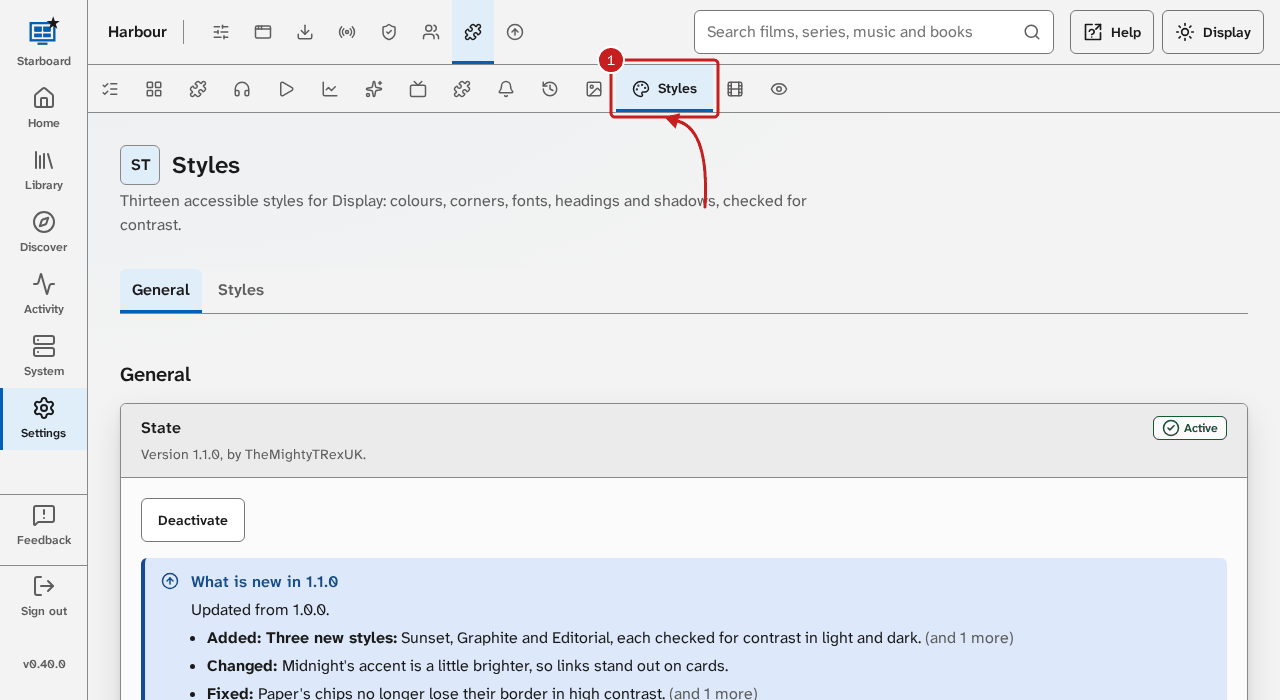 Starboard
Home
Library
Discover
Activity
System
Settings
Feedback
Sign out
v0.40.0
Harbour
Search films, series, music and books
Help
Display
1
Styles
ST
Styles
Thirteen accessible styles for Display: colours, corners, fonts, headings and shadows, checked for
contrast.
General
Styles
General
State
Active
Version 1.1.0, by TheMightyTRexUK.
Deactivate
What is new in 1.1.0
Updated from 1.0.0.
• Added: Three new styles: Sunset, Graphite and Editorial, each checked for contrast in light and dark. (and 1 more)
• Changed: Midnight's accent is a little brighter, so links stand out on cards.
• Fixed: Paper's chips no longer lose their border in high contrast. (and 1 more)